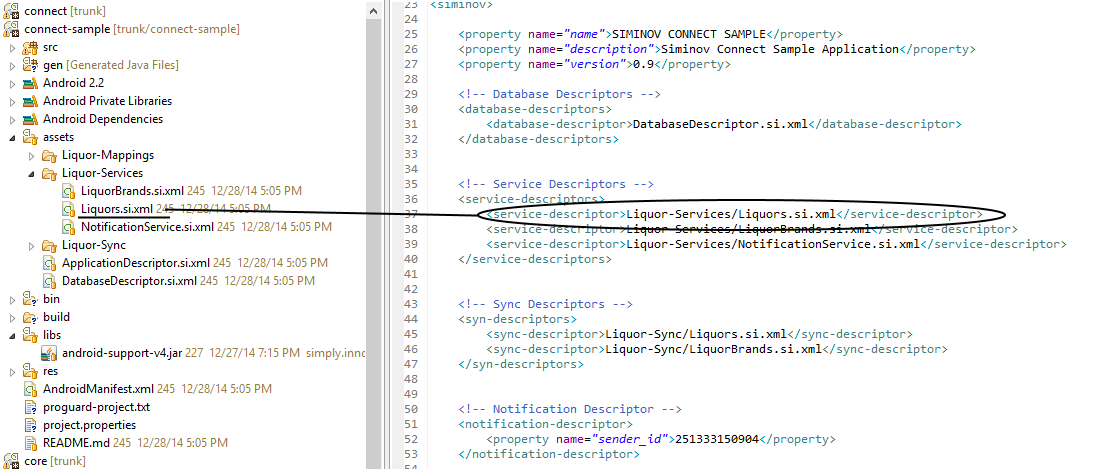 connect [trunk]
connect-sample [trunk/connect-sample]
src
gen [Generated Java Files]
Android 2.2
Android Private Libraries
Android Dependencies
assets
Liquor-Mappings
Liquor-Services
LiquorBrands.si.xml 245 12/28/14 5:05 PM
Liquors.si.xml 245 12/28/14 5:05 PM
NotificationService.si.xml 245 12/28/14 5:05 PM
Liquor-Sync
ApplicationDescriptor.si.xml 245 12/28/14 5:05 PM
DatabaseDescriptor.si.xml 245 12/28/14 5:05 PM
bin
build
libs
android-support-v4.jar 227 12/27/14 7:15 PM simply.inno
res
AndroidManifest.xml 245 12/28/14 5:05 PM
proguard-project.txt
project.properties
README.md 245 12/28/14 5:05 PM
core [trunk]
23 <siminov>
24
25 <property name="name">SIMINOV CONNECT SAMPLE</property>
26 <property name="description">Siminov Connect Sample Application</property>
27 <property name="version">0.9</property>
28
29 <!-- Database Descriptors -->
30 <database-descriptors>
31 <database-descriptor>DatabaseDescriptor.si.xml</database-descriptor>
32 </database-descriptors>
33
34
35 <!-- Service Descriptors -->
36 <service-descriptors>
37 <service-descriptor>Liquor-Services/Liquors.si.xml</service-descriptor>
38 <service-descriptor>Liquor-Services/LiquorBrands.si.xml</service-descriptor>
39 <service-descriptor>Liquor-Services/NotificationService.si.xml</service-descriptor>
40 </service-descriptors>
41
42
43 <!-- Sync Descriptors -->
44 <syn-descriptors>
45 <sync-descriptor>Liquor-Sync/Liquors.si.xml</sync-descriptor>
46 <sync-descriptor>Liquor-Sync/LiquorBrands.si.xml</sync-descriptor>
47 </syn-descriptors>
48
49
50 <!-- Notification Descriptor -->
51 <notification-descriptor>
52 <property name="sender_id">251333150904</property>
53 </notification-descriptor>